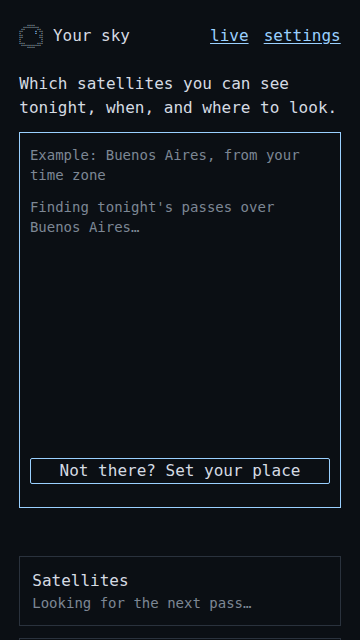 Your sky
live settings
Which satellites you can see
tonight, when, and where to look.
Example: Buenos Aires, from your
time zone
Finding tonight's passes over
Buenos Aires…
Not there? Set your place
Satellites
Looking for the next pass…